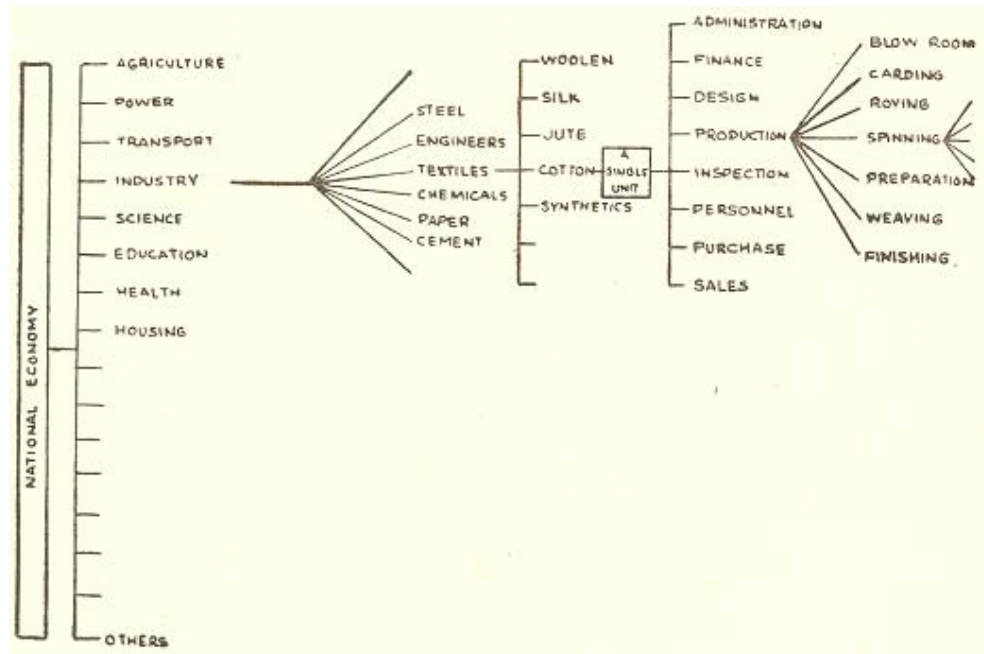 NATIONAL ECONOMY
AGRICULTURE
POWER
TRANSPORT
INDUSTRY
SCIENCE
EDUCATION
HEALTH
HOUSING
OTHERS
STEEL
ENGINEERS
TEXTILES
CHEMICALS
PAPER
CEMENT
WOOLEN
SILK
JUTE
COTTON
SYNTHETICS
A
SINGLE
UNIT
ADMINISTRATION
FINANCE
DESIGN
PRODUCTION
INSPECTION
PERSONNEL
PURCHASE
SALES
BLOW ROOM
CARDING
ROVING
SPINNING
PREPARATION
WEAVING
FINISHING